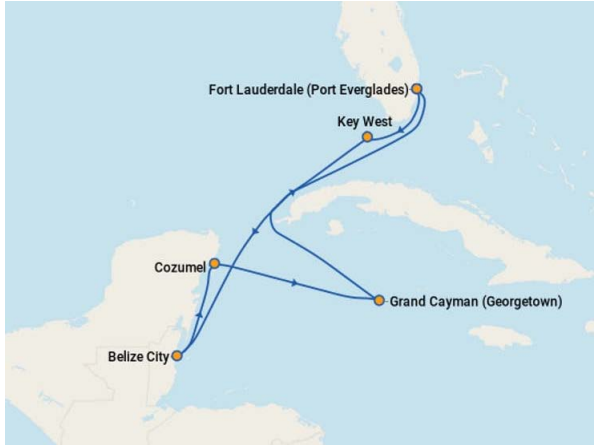 Fort Lauderdale (Port Everglades)
Key West
Cozumel
Grand Cayman (Georgetown)
Belize City